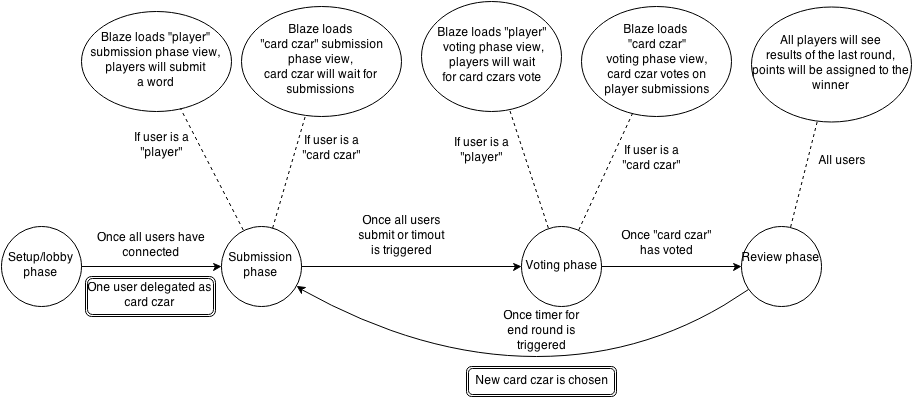 Blaze loads "player"
submission phase view,
players will submit
a word
Blaze loads
"card czar" submission
phase view,
card czar will wait for
submissions
Blaze loads "player"
voting phase view,
players will wait
for card czars vote
Blaze loads
"card czar"
voting phase view,
card czar votes on
player submissions
All players will see
results of the last round,
points will be assigned to the
winner
If user is a
"player"
If user is a
"card czar"
If user is a
"player"
If user is a
"card czar"
All users
Setup/lobby
phase
Once all users have
connected
One user delegated as
card czar
Submission
phase
Once all users
submit or timout
is triggered
Voting phase
Once "card czar"
has voted
Review phase
Once timer for
end round is
triggered
New card czar is chosen